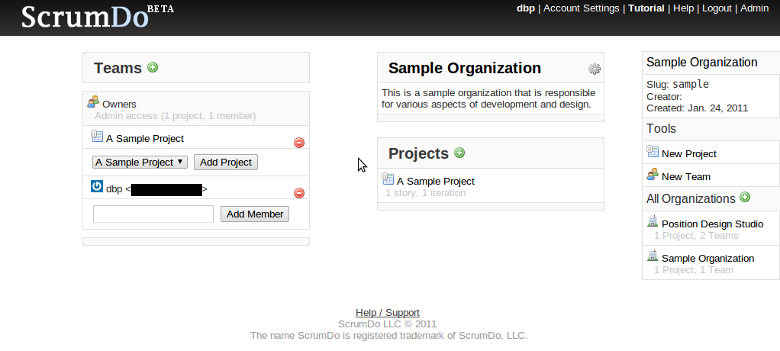 ScrumDo BETA
dbp | Account Settings | Tutorial | Help | Logout | Admin
Teams
Owners
Admin access (1 project, 1 member)
A Sample Project
A Sample Project ▼ Add Project
dbp < >
Add Member
Sample Organization
This is a sample organization that is responsible
for various aspects of development and design.
Projects
A Sample Project
1 story, 1 iteration
Sample Organization
Slug: sample
Creator:
Created: Jan. 24, 2011
Tools
New Project
New Team
All Organizations
Position Design Studio
1 Project, 2 Teams
Sample Organization
1 Project, 1 Team
Help / Support
ScrumDo LLC © 2011
The name ScrumDo is registered trademark of ScrumDo, LLC.